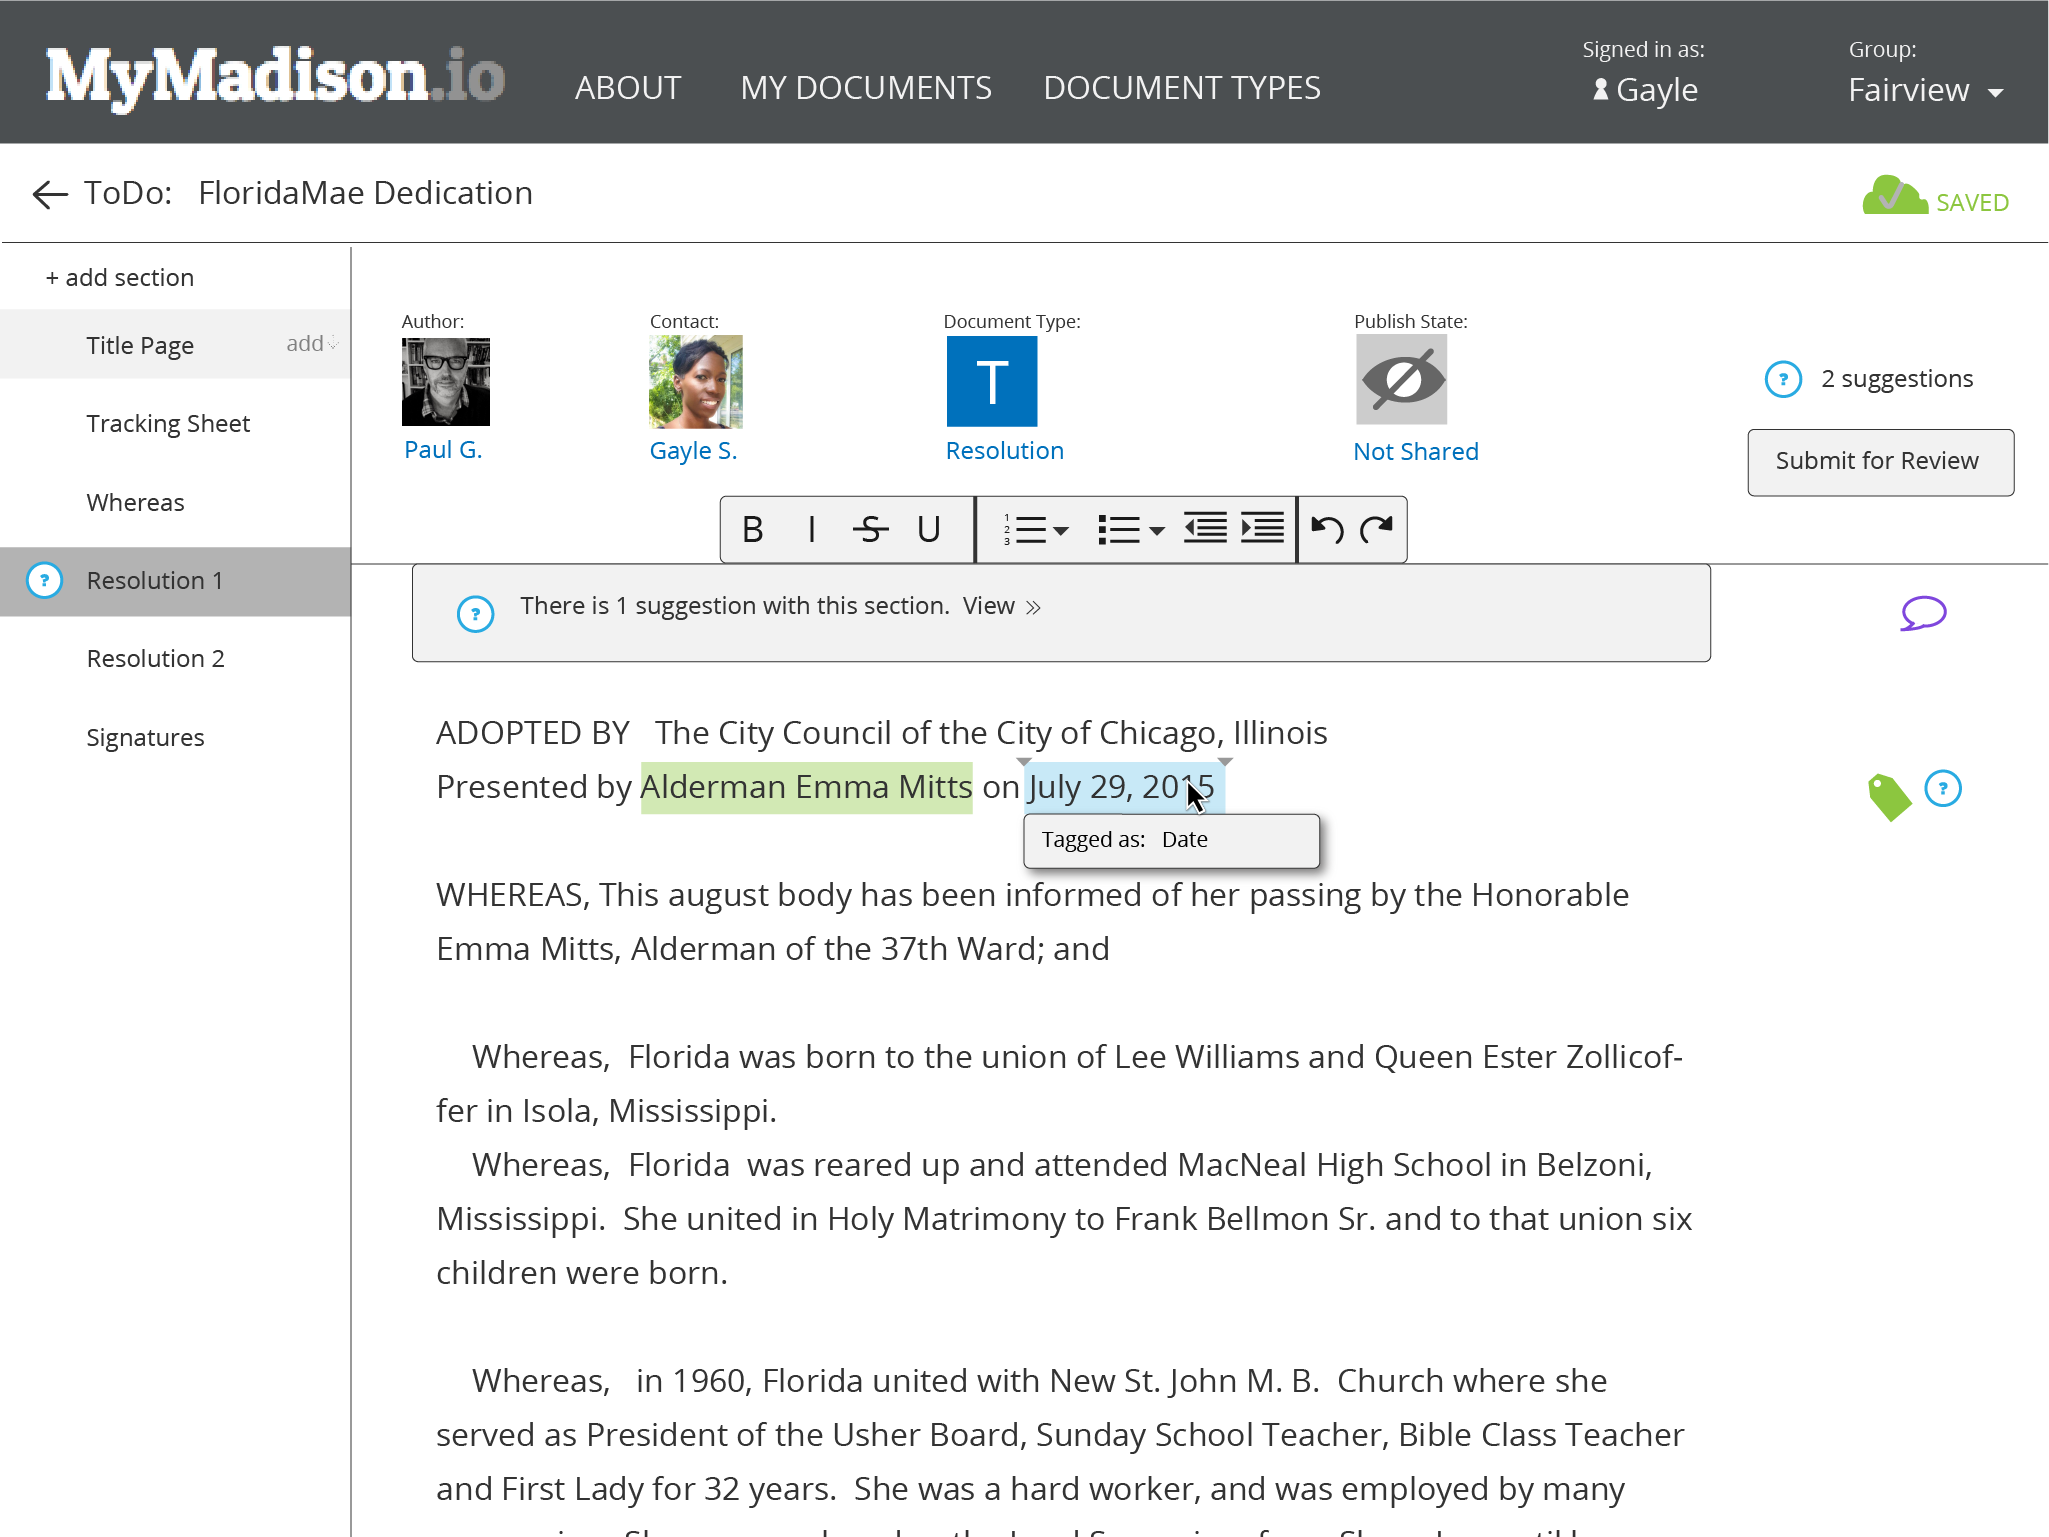 MyMadison.io
ABOUT MY DOCUMENTS DOCUMENT TYPES
Signed in as:
Gayle
Group:
Fairview
ToDo: FloridaMae Dedication
SAVED
+ add section
Title Page add
Tracking Sheet
Whereas
? Resolution 1
Resolution 2
Signatures
Author:
Paul G.
Contact:
Gayle S.
Document Type:
T
Resolution
Publish State:
Not Shared
? 2 suggestions
Submit for Review
B I S U 1 2 3
? There is 1 suggestion with this section. View »
ADOPTED BY The City Council of the City of Chicago, Illinois
Presented by Alderman Emma Mitts on July 29, 2015
?
Tagged as: Date
WHEREAS, This august body has been informed of her passing by the Honorable
Emma Mitts, Alderman of the 37th Ward; and
Whereas, Florida was born to the union of Lee Williams and Queen Ester Zollicof-
fer in Isola, Mississippi.
Whereas, Florida was reared up and attended MacNeal High School in Belzoni,
Mississippi. She united in Holy Matrimony to Frank Bellmon Sr. and to that union six
children were born.
Whereas, in 1960, Florida united with New St. John M. B. Church where she
served as President of the Usher Board, Sunday School Teacher, Bible Class Teacher
and First Lady for 32 years. She was a hard worker, and was employed by many